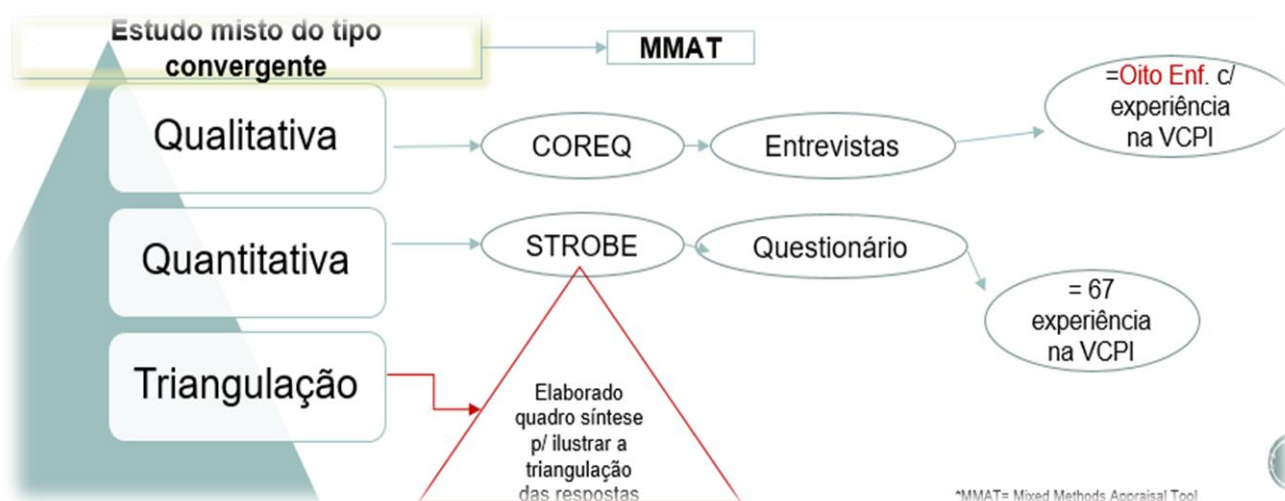 Estudo misto do tipo
convergente
MMAT
Qualitativa
COREQ
Entrevistas
=Oito Enf. c/
experiência
na VCPI
Quantitativa
STROBE
Questionário
= 67
experiência
na VCPI
Triangulação
Elaborado
quadro síntese
p/ ilustrar a
triangulação
das respostas
*MMAT= Mixed Methods Appraisal Tool